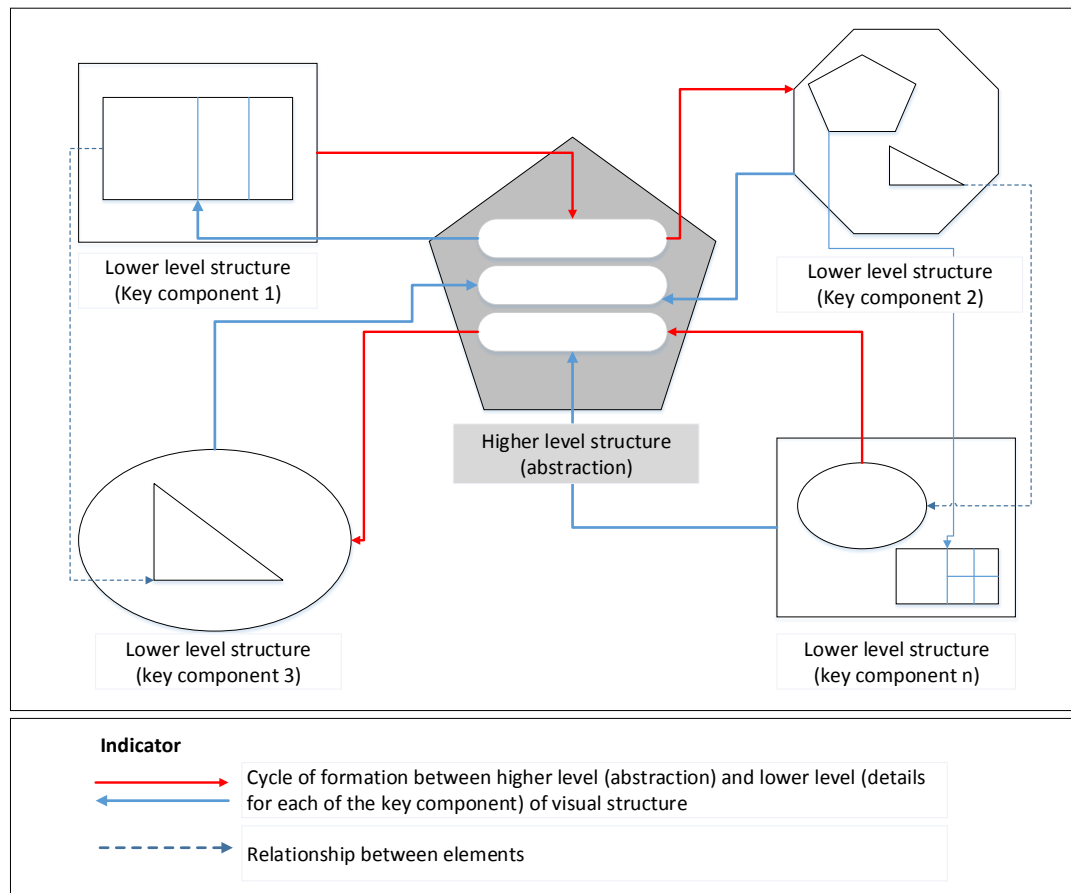 Lower level structure
(Key component 1)
Lower level structure
(Key component 2)
Higher level structure
(abstraction)
Lower level structure
(key component 3)
Lower level structure
(key component n)
Indicator
Cycle of formation between higher level (abstraction) and lower level (details
for each of the key component) of visual structure
Relationship between elements